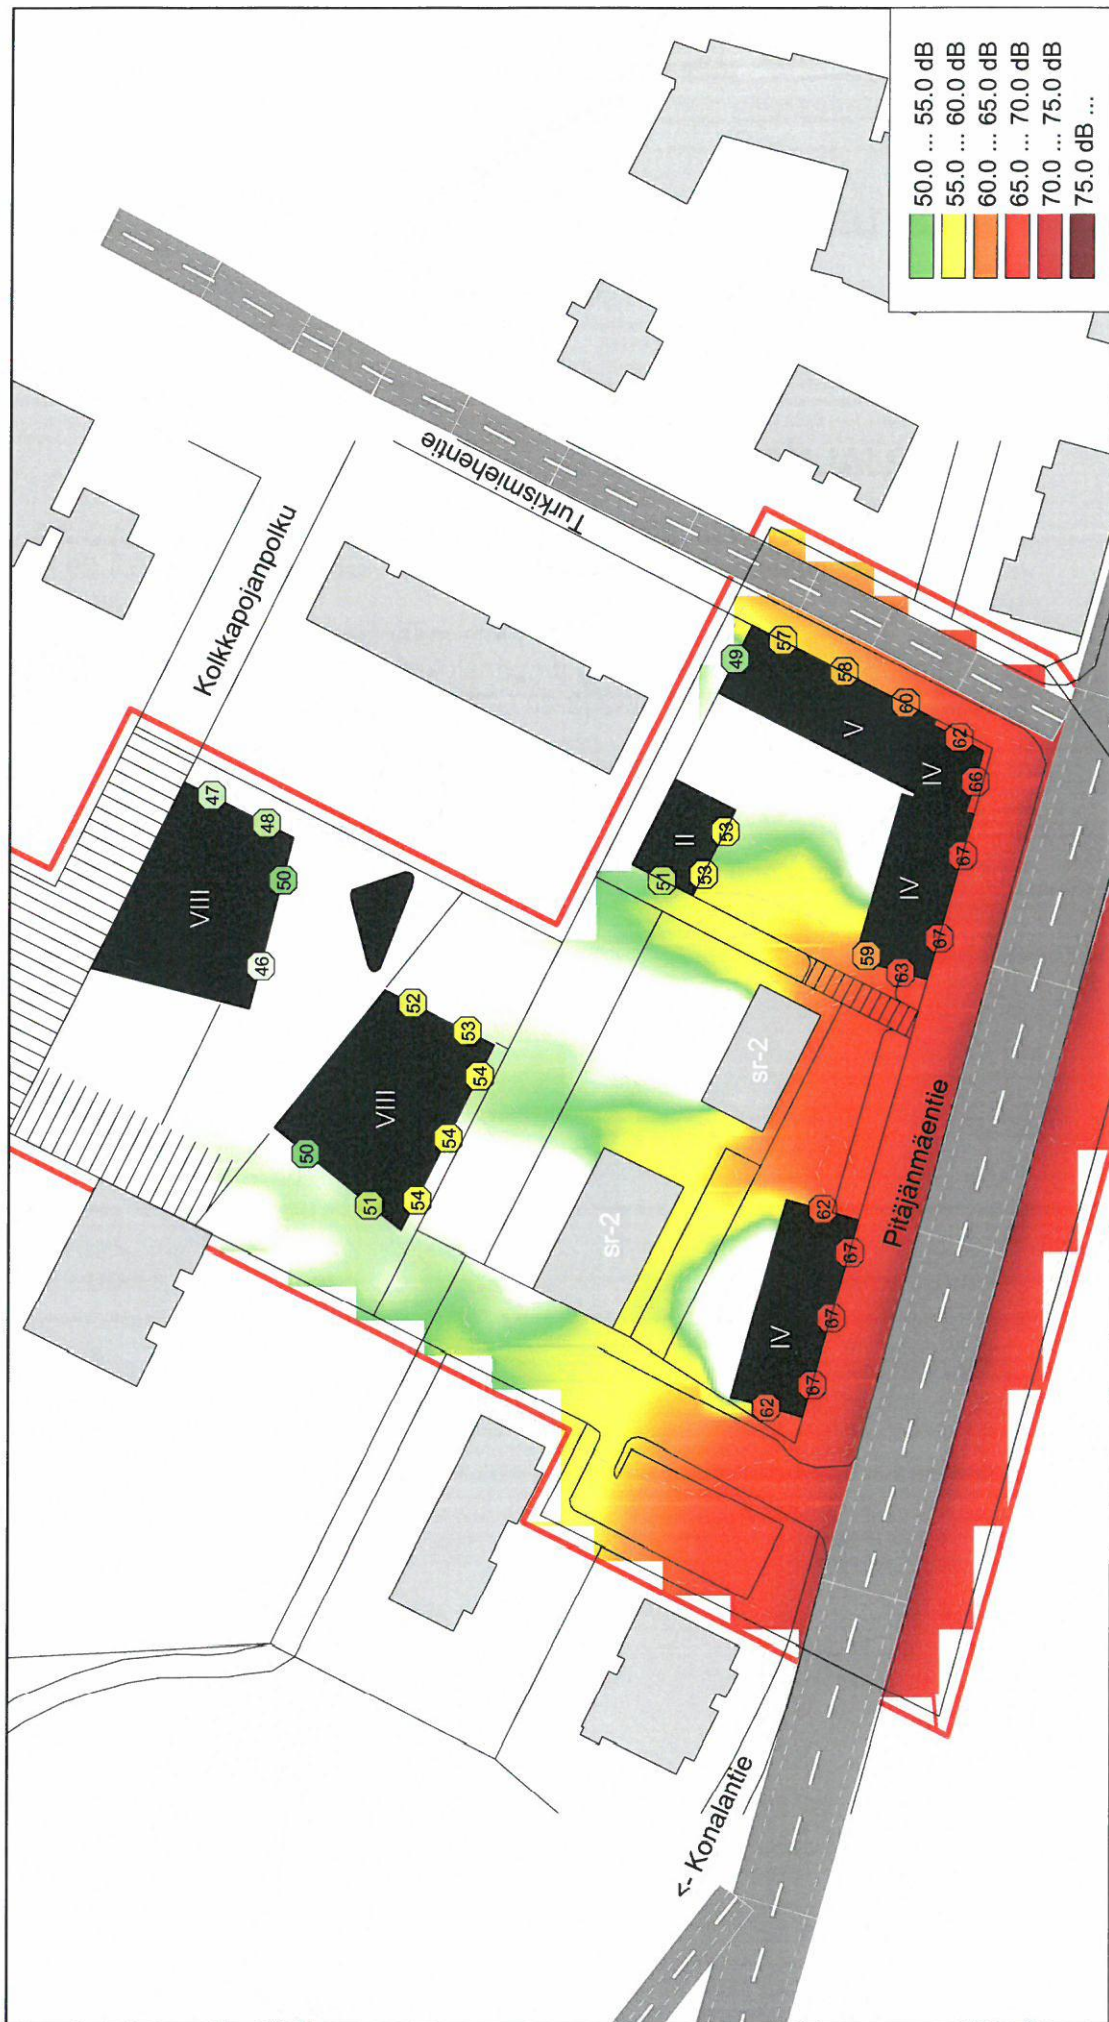 Kolkkapojanpolku
Turkismiehentie
Pitäjänmäentie
<- Konalantie
VIII
47
48
50
46
VIII
52
53
54
54
54
51
50
II
51
53
53
V
49
57
58
60
IV
62
66
IV
67
67
63
59
IV
62
67
67
67
62
sr-2
sr-2
50.0 ... 55.0 dB
55.0 ... 60.0 dB
60.0 ... 65.0 dB
65.0 ... 70.0 dB
70.0 ... 75.0 dB
75.0 dB ...